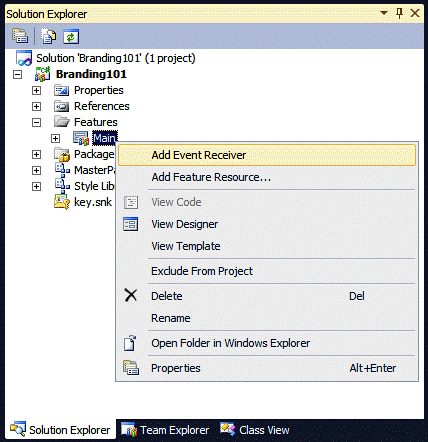 Solution Explorer
Solution 'Branding101' (1 project)
Branding101
Properties
References
Features
Main
Package
MasterPa
Style Lib
key.snk
Add Event Receiver
Add Feature Resource...
View Code
View Designer
View Template
Exclude From Project
Delete Del
Rename
Open Folder in Windows Explorer
Properties Alt+Enter
Solution Explorer Team Explorer Class View